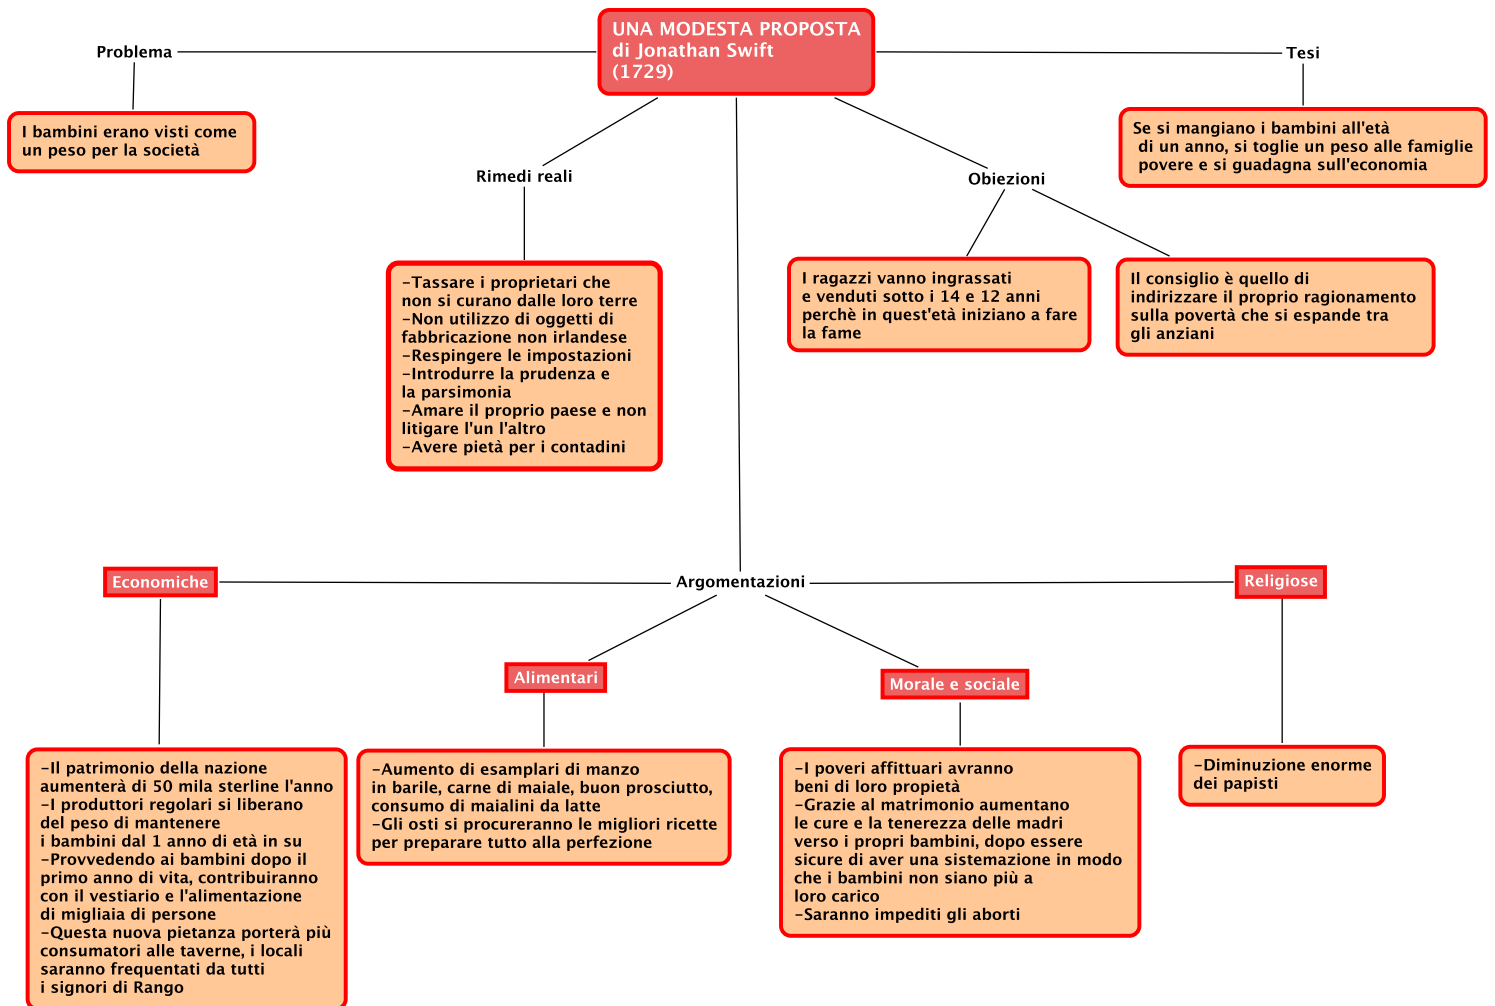 UNA MODESTA PROPOSTA
di Jonathan Swift
(1729)
Problema
Tesi
I bambini erano visti come
un peso per la società
Se si mangiano i bambini all'età
di un anno, si toglie un peso alle famiglie
povere e si guadagna sull'economia
Rimedi reali
Obiezioni
-Tassare i proprietari che
non si curano dalle loro terre
-Non utilizzo di oggetti di
fabbricazione non irlandese
-Respingere le impostazioni
-Introdurre la prudenza e
la parsimonia
-Amare il proprio paese e non
litigare l'un l'altro
-Avere pietà per i contadini
I ragazzi vanno ingrassati
e venduti sotto i 14 e 12 anni
perchè in quest'età iniziano a fare
la fame
Il consiglio è quello di
indirizzare il proprio ragionamento
sulla povertà che si espande tra
gli anziani
Argomentazioni
Economiche
Religiose
Alimentari
Morale e sociale
-Il patrimonio della nazione
aumenterà di 50 mila sterline l'anno
-I produttori regolari si liberano
del peso di mantenere
i bambini dal 1 anno di età in su
-Provvedendo ai bambini dopo il
primo anno di vita, contribuiranno
con il vestiario e l'alimentazione
di migliaia di persone
-Questa nuova pietanza porterà più
consumatori alle taverne, i locali
saranno frequentati da tutti
i signori di Rango
-Aumento di esamplari di manzo
in barile, carne di maiale, buon prosciutto,
consumo di maialini da latte
-Gli osti si procureranno le migliori ricette
per preparare tutto alla perfezione
-I poveri affittuari avranno
beni di loro propietà
-Grazie al matrimonio aumentano
le cure e la tenerezza delle madri
verso i propri bambini, dopo essere
sicure di aver una sistemazione in modo
che i bambini non siano più a
loro carico
-Saranno impediti gli aborti
-Diminuzione enorme
dei papisti